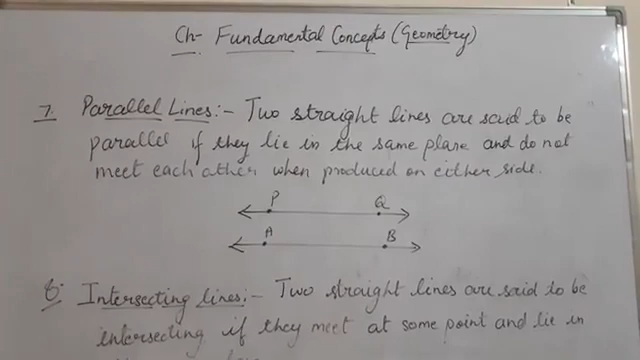 Ch- Fundamental Concepts (Geometry)
7. Parallel Lines:- Two straight lines are said to be
parallel if they lie in the same plane and do not
meet each other when produced on either side.
P Q
A B
8. Intersecting lines:- Two straight lines are said to be
intersecting if they meet at some point and lie in